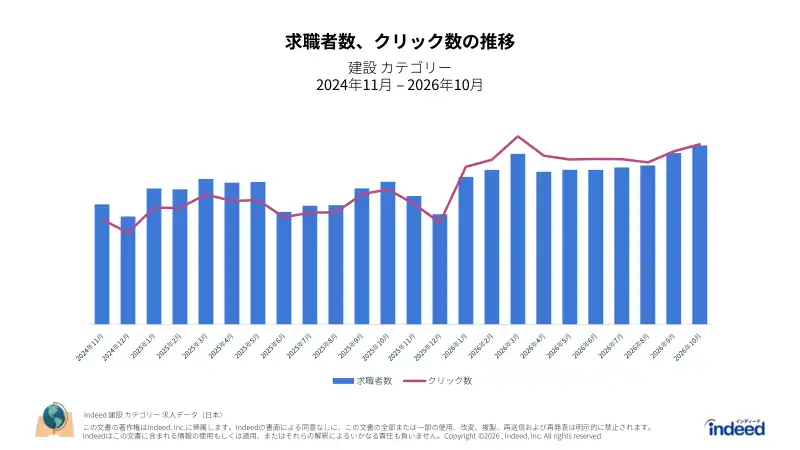 求職者数、クリック数の推移
建設 カテゴリー
2024年11月 – 2026年10月
2024年11月
2024年12月
2025年1月
2025年2月
2025年3月
2025年4月
2025年5月
2025年6月
2025年7月
2025年8月
2025年9月
2025年10月
2025年11月
2025年12月
2026年1月
2026年2月
2026年3月
2026年4月
2026年5月
2026年6月
2026年7月
2026年8月
2026年9月
2026年10月
求職者数 クリック数
Indeed 建設 カテゴリー 求人データ（日本）
この文書の著作権はIndeed, Inc.に帰属します。Indeedの書面による同意なしに、この文書の全部または一部の使用、改変、複製、再送信および再発表は明示的に禁止されます。
Indeedはこの文書に含まれる情報の使用もしくは適用、またはそれらの解釈によるいかなる責任も負いません。Copyright ©2026 , Indeed, Inc. All rights reserved.
インディード
indeed